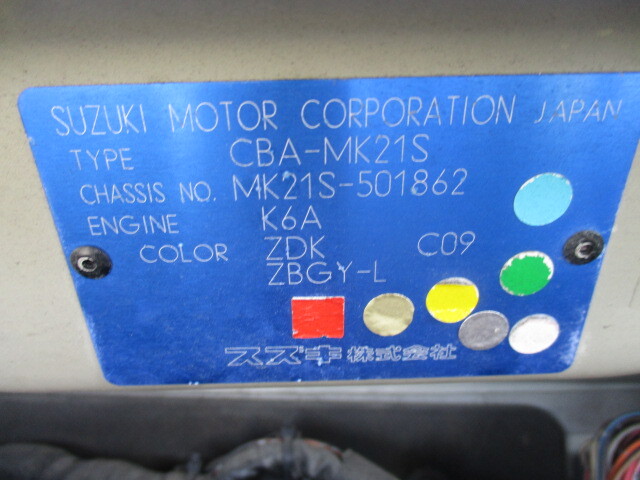 SUZUKI MOTOR CORPORATION JAPAN
TYPE CBA-MK21S
CHASSIS NO. MK21S-501862
ENGINE K6A
COLOR ZDK C09
ZBGY-L
スズキ株式会社